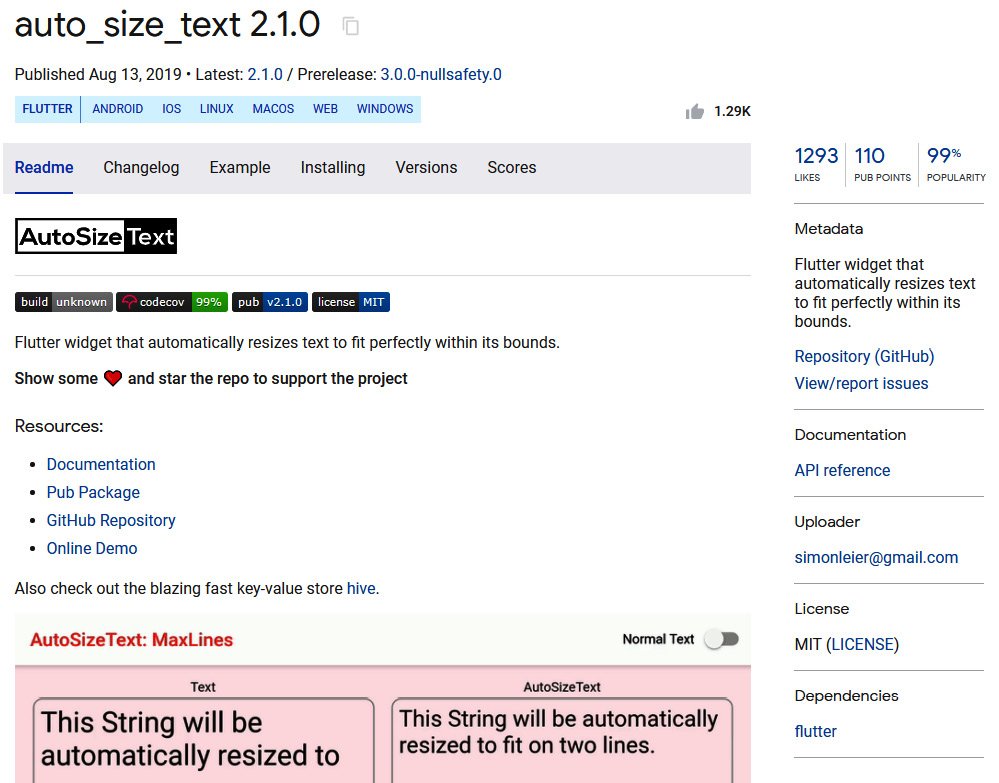 auto_size_text 2.1.0
Published Aug 13, 2019 • Latest: 2.1.0 / Prerelease: 3.0.0-nullsafety.0
FLUTTER ANDROID IOS LINUX MACOS WEB WINDOWS
1.29K
Readme Changelog Example Installing Versions Scores
AutoSize Text
build unknown codecov 99% pub v2.1.0 license MIT
Flutter widget that automatically resizes text to fit perfectly within its bounds.
Show some ❤ and star the repo to support the project
Resources:
• Documentation
• Pub Package
• GitHub Repository
• Online Demo
Also check out the blazing fast key-value store hive.
AutoSizeText: MaxLines
Normal Text
Text
This String will be
automatically resized to
AutoSizeText
This String will be automatically
resized to fit on two lines.
1293 110 99%
LIKES PUB POINTS POPULARITY
Metadata
Flutter widget that
automatically resizes text
to fit perfectly within its
bounds.
Repository (GitHub)
View/report issues
Documentation
API reference
Uploader
simonleier@gmail.com
License
MIT (LICENSE)
Dependencies
flutter